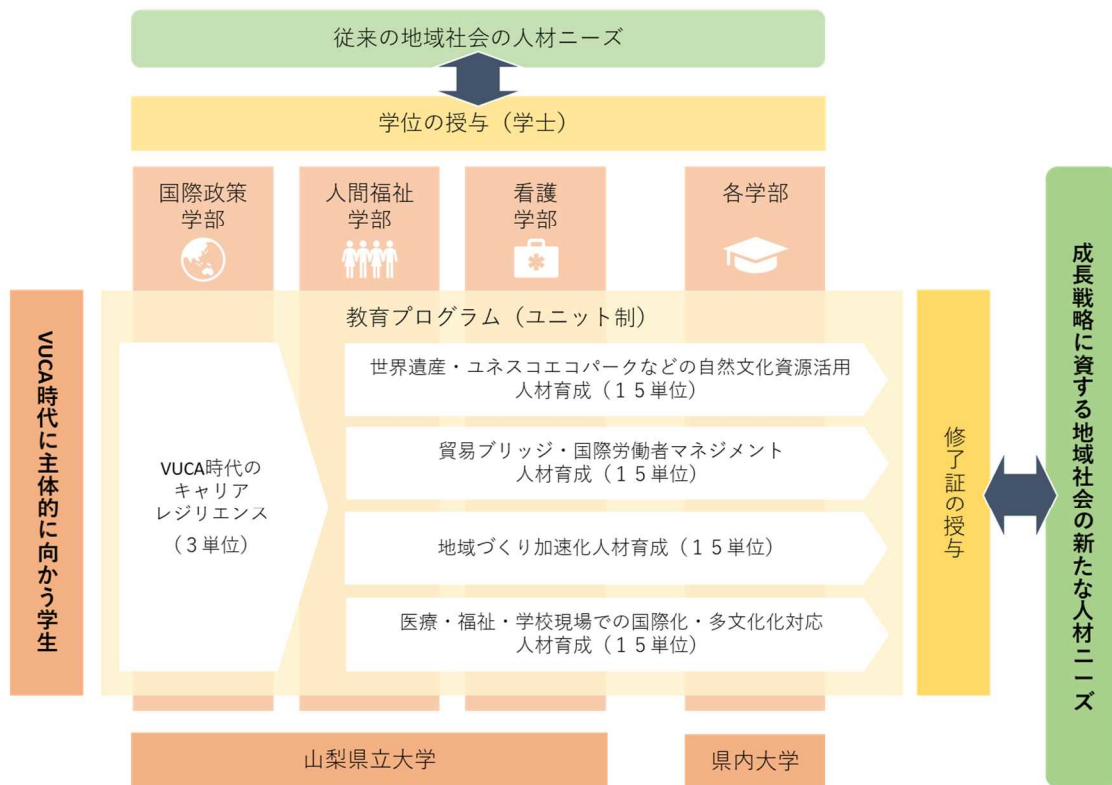 従来の地域社会の人材ニーズ
学位の授与（学士）
国際政策
学部
人間福祉
学部
看護
学部
各学部
VUCA時代に主体的に向かう学生
教育プログラム（ユニット制）
VUCA時代の
キャリア
レジリエンス
（３単位）
世界遺産・ユネスコエコパークなどの自然文化資源活用
人材育成（１５単位）
貿易ブリッジ・国際労働者マネジメント
人材育成（１５単位）
地域づくり加速化人材育成（１５単位）
医療・福祉・学校現場での国際化・多文化化対応
人材育成（１５単位）
修了証の授与
成長戦略に資する地域社会の新たな人材ニーズ
山梨県立大学
県内大学